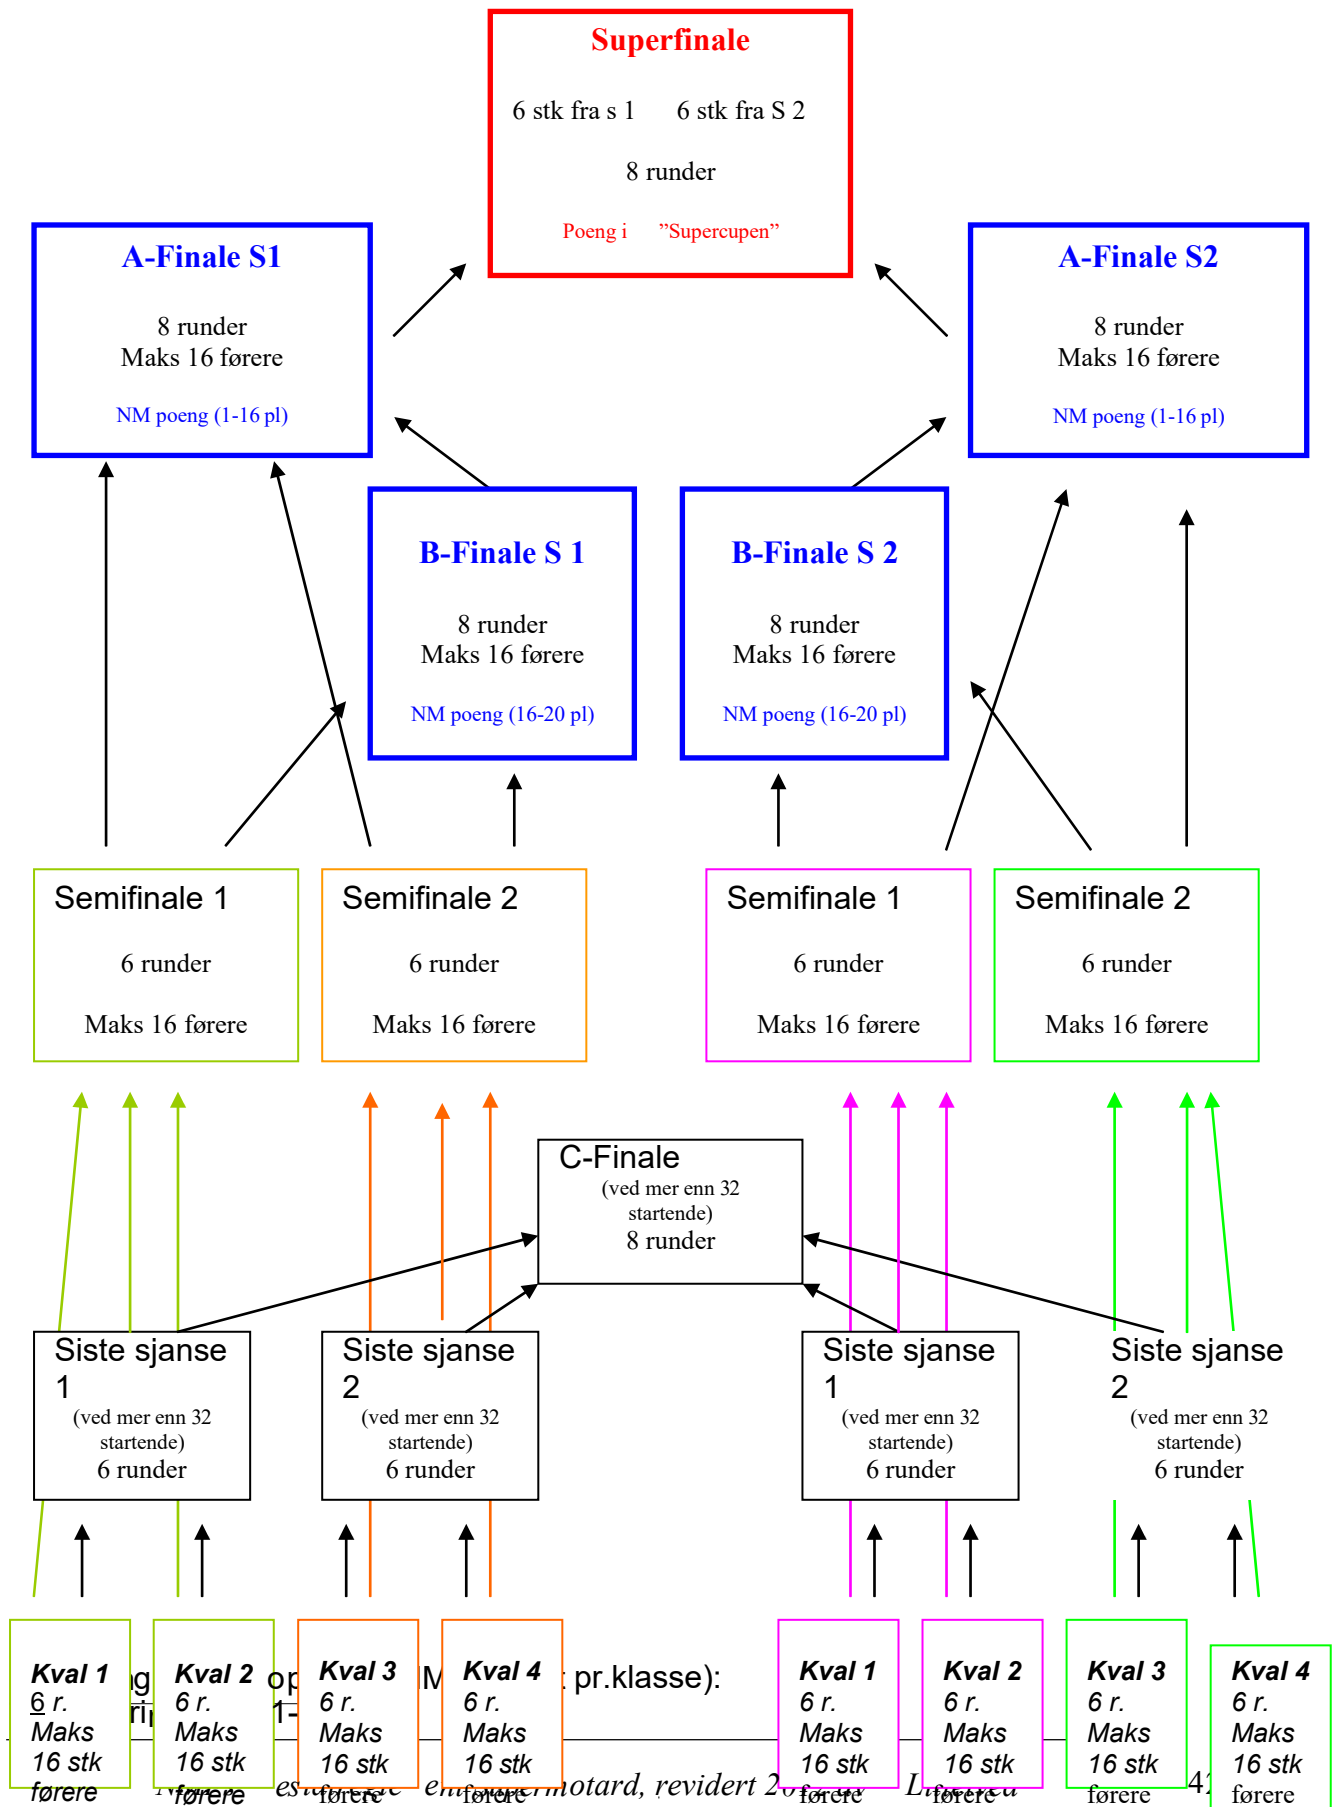 Superfinale
6 stk fra s 1 6 stk fra S 2
8 runder
Poeng i ”Supercupen”
A-Finale S1
8 runder
Maks 16 førere
NM poeng (1-16 pl)
A-Finale S2
8 runder
Maks 16 førere
NM poeng (1-16 pl)
B-Finale S 1
8 runder
Maks 16 førere
NM poeng (16-20 pl)
B-Finale S 2
8 runder
Maks 16 førere
NM poeng (16-20 pl)
Semifinale 1
6 runder
Maks 16 førere
Semifinale 2
6 runder
Maks 16 førere
Semifinale 1
6 runder
Maks 16 førere
Semifinale 2
6 runder
Maks 16 førere
C-Finale
(ved mer enn 32
startende)
8 runder
Siste sjanse
1
(ved mer enn 32
startende)
6 runder
Siste sjanse
2
(ved mer enn 32
startende)
6 runder
Siste sjanse
1
(ved mer enn 32
startende)
6 runder
Siste sjanse
2
(ved mer enn 32
startende)
6 runder
Kval 1
6 r.
Maks
16 stk
førere
Kval 2
6 r.
Maks
16 stk
førere
Kval 3
6 r.
Maks
16 stk
førere
Kval 4
6 r.
Maks
16 stk
førere
Kval 1
6 r.
Maks
16 stk
førere
Kval 2
6 r.
Maks
16 stk
førere
Kval 3
6 r.
Maks
16 stk
førere
Kval 4
6 r.
Maks
16 stk
førere
pr.klasse):
revidert